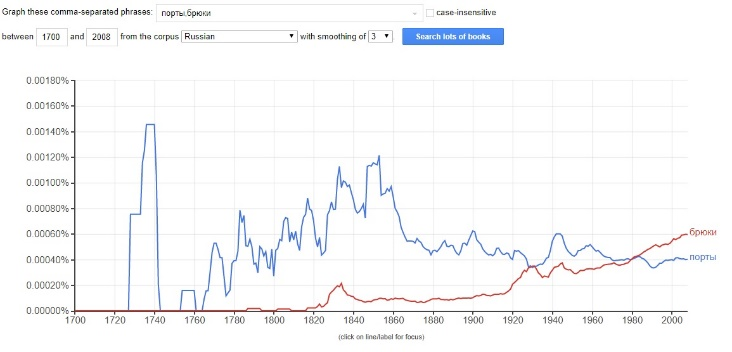 Graph these comma-separated phrases: порты,брюки case-insensitive
between 1700 and 2008 from the corpus Russian with smoothing of 3 Search lots of books
0.00180%
0.00160%
0.00140%
0.00120%
0.00100%
0.00080%
0.00060%
0.00040%
0.00020%
0.00000%
брюки
порты
1700 1720 1740 1760 1780 1800 1820 1840 1860 1880 1900 1920 1940 1960 1980 2000
(click on line/label for focus)